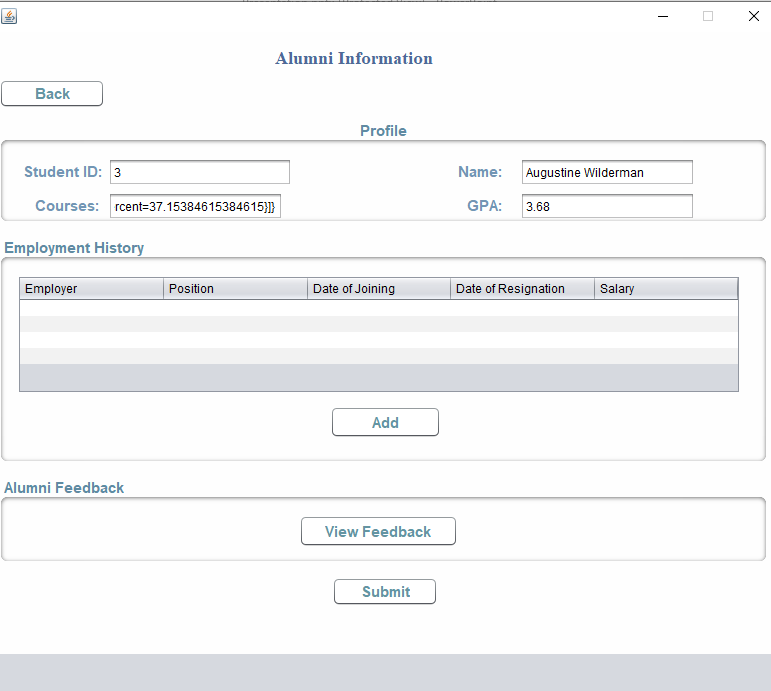 Alumni Information
Back
Profile
Student ID: 3 Name: Augustine Wilderman
Courses: rcent=37.15384615384615}]} GPA: 3.68
Employment History
Employer Position Date of Joining Date of Resignation Salary
Add
Alumni Feedback
View Feedback
Submit